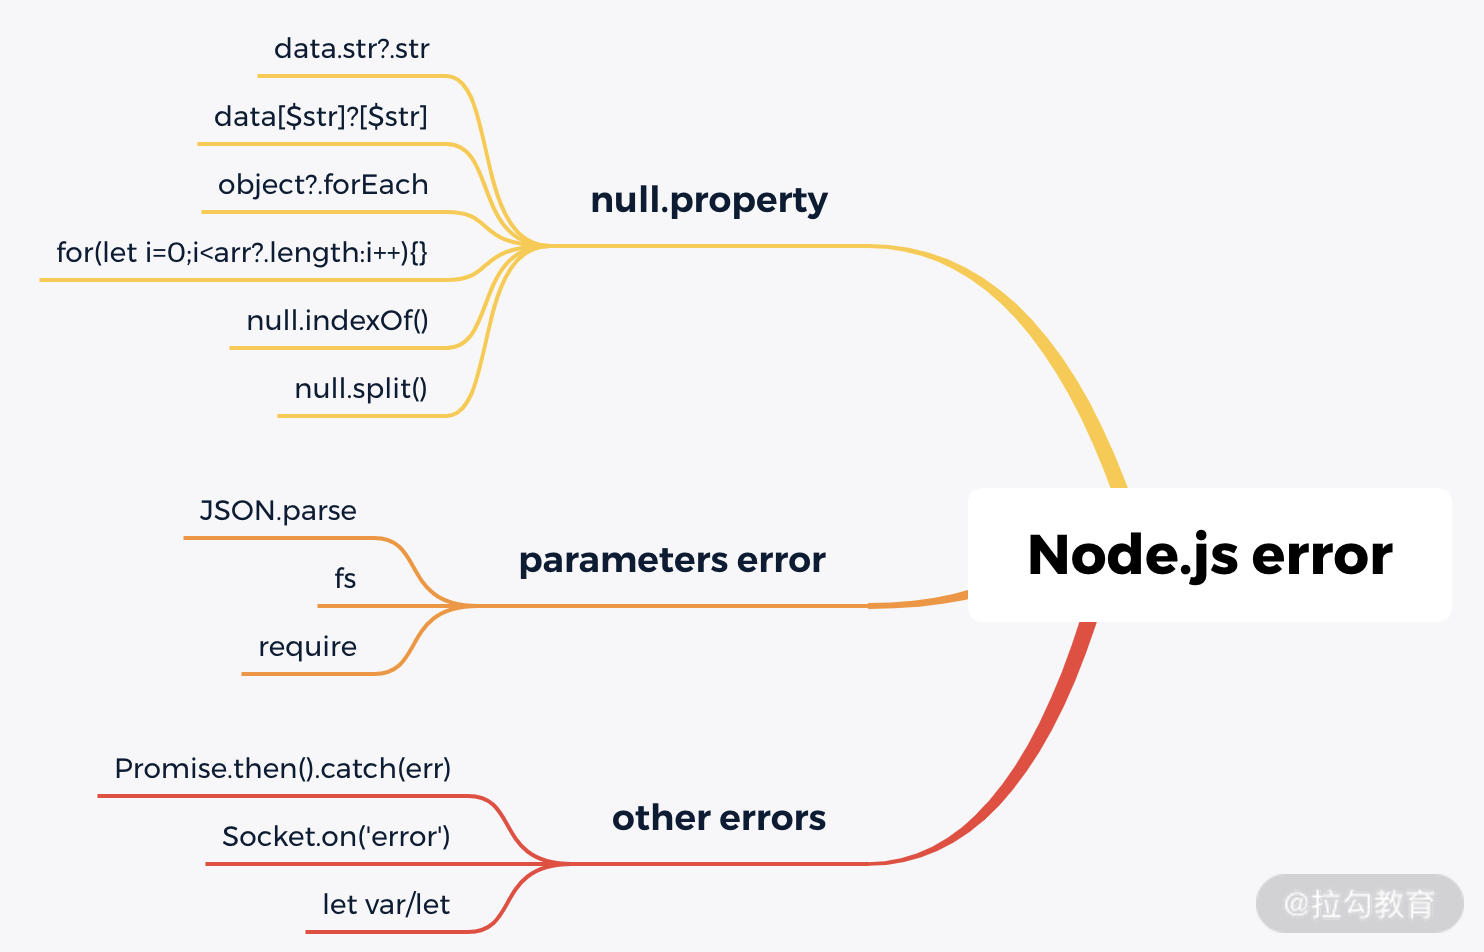 data.str?.str
data[$str]?[$str]
object?.forEach
for(let i=0;i<arr?.length:i++){}
null.indexOf()
null.split()
null.property
JSON.parse
fs
require
parameters error
Promise.then().catch(err)
Socket.on('error')
let var/let
other errors
Node.js error
@拉勾教育